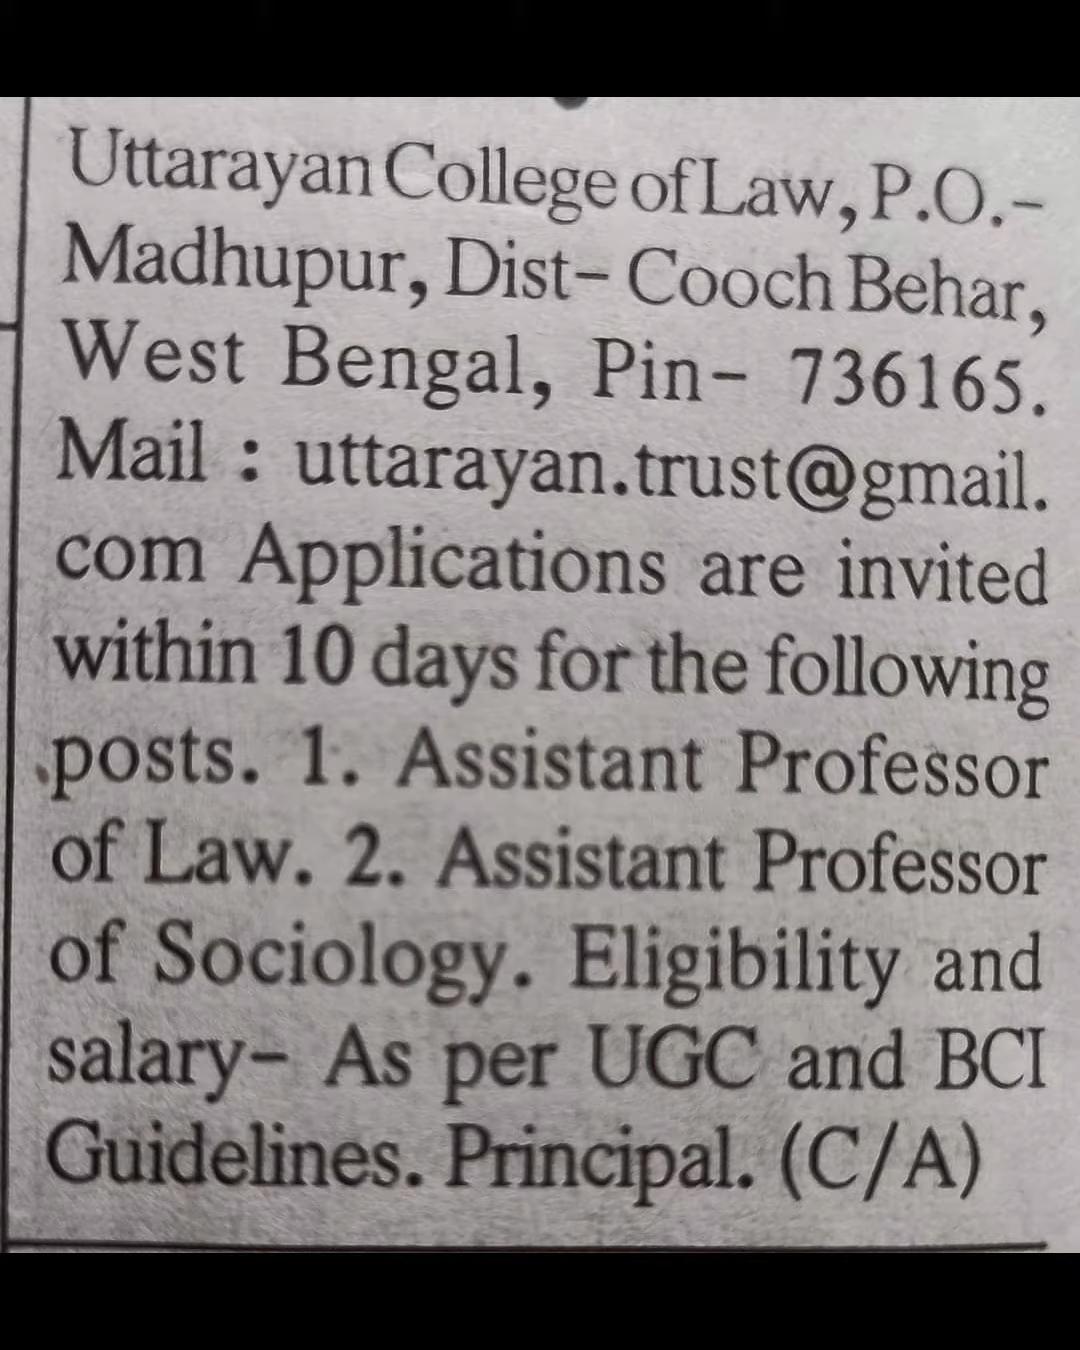 Uttarayan College of Law, P.O.-
Madhupur, Dist- Cooch Behar,
West Bengal, Pin- 736165.
Mail : uttarayan.trust@gmail.
com Applications are invited
within 10 days for the following
posts. 1. Assistant Professor
of Law. 2. Assistant Professor
of Sociology. Eligibility and
salary- As per UGC and BCI
Guidelines. Principal. (C/A)